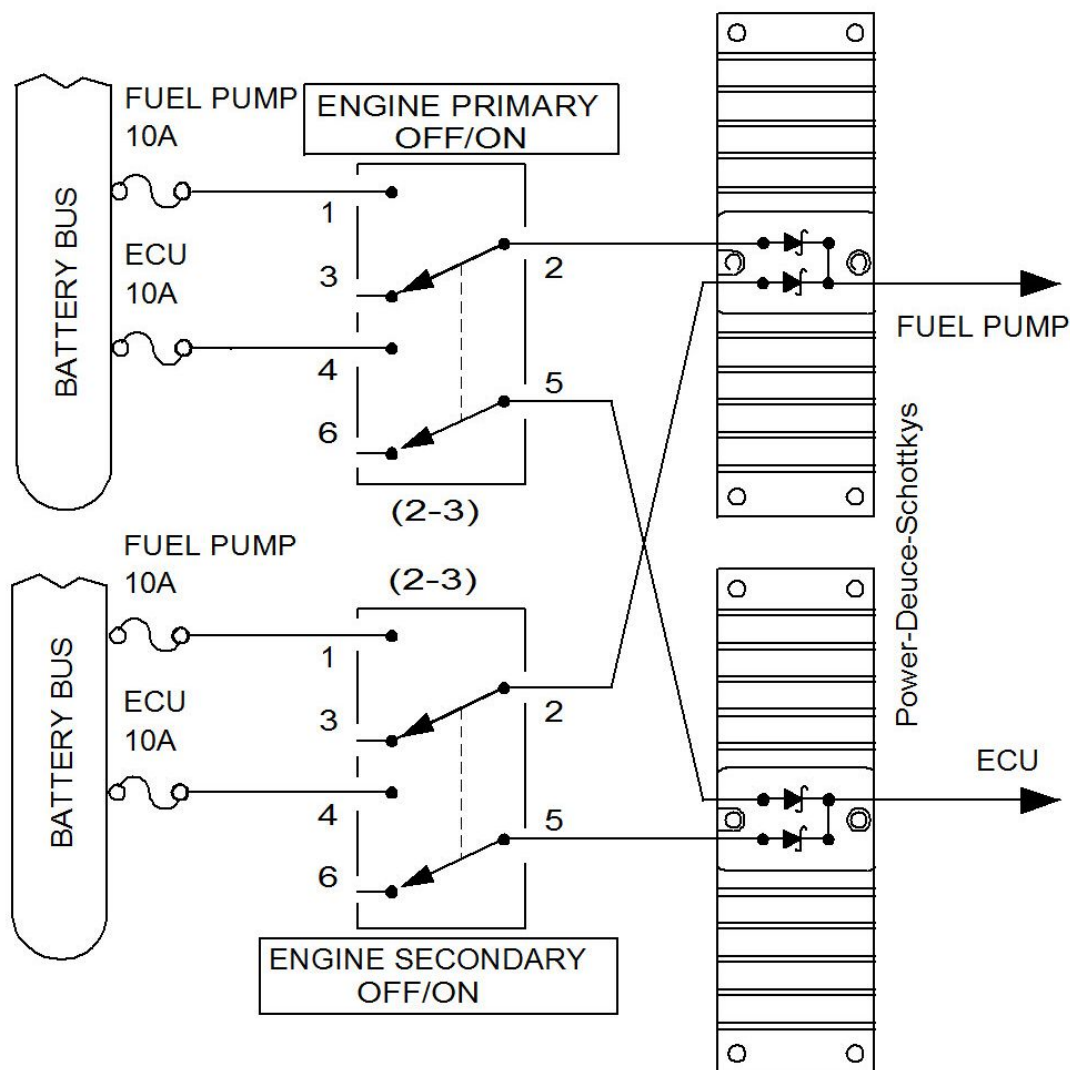 FUEL PUMP
10A
ENGINE PRIMARY
OFF/ON
BATTERY BUS
1
ECU
10A
3
2
4
5
6
FUEL PUMP
(2-3)
Power-Deuce-Schottkys
FUEL PUMP
10A
(2-3)
BATTERY BUS
1
ECU
10A
3
2
ECU
4
5
6
ENGINE SECONDARY
OFF/ON